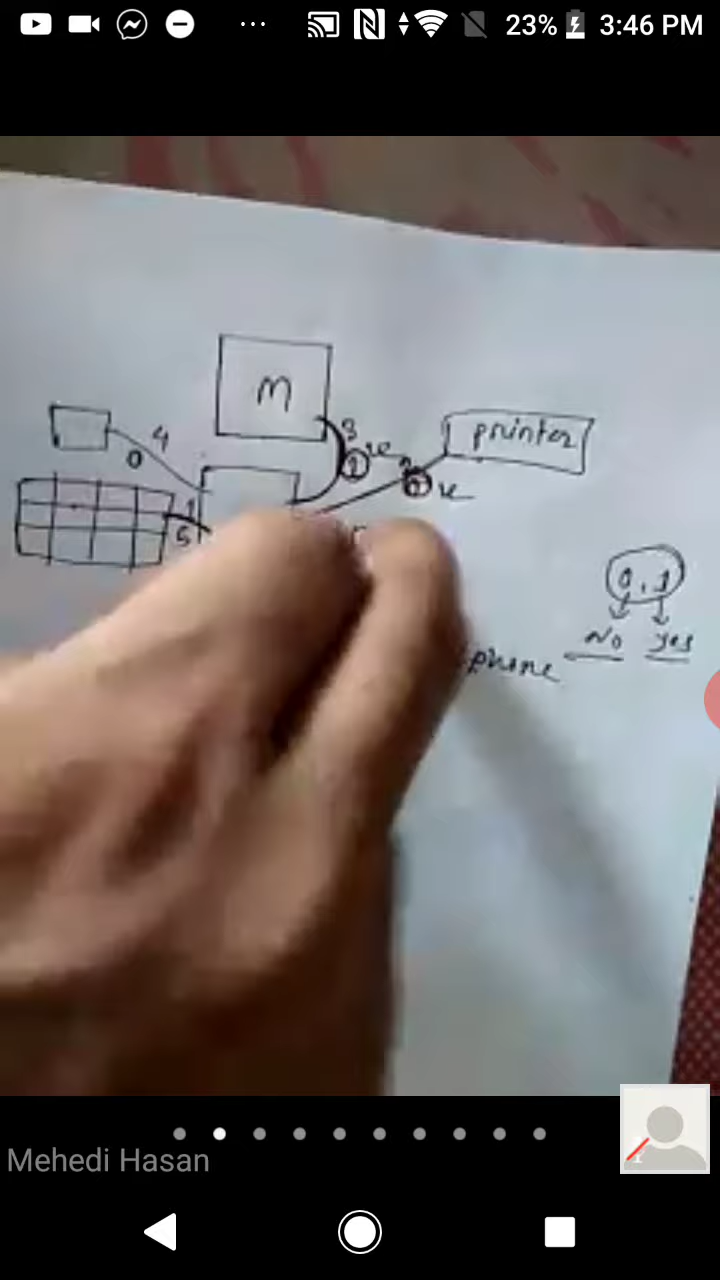 23% 3:46 PM
M
3
4
printer
0
1
5
0, 1
No yes
phone
Mehedi Hasan